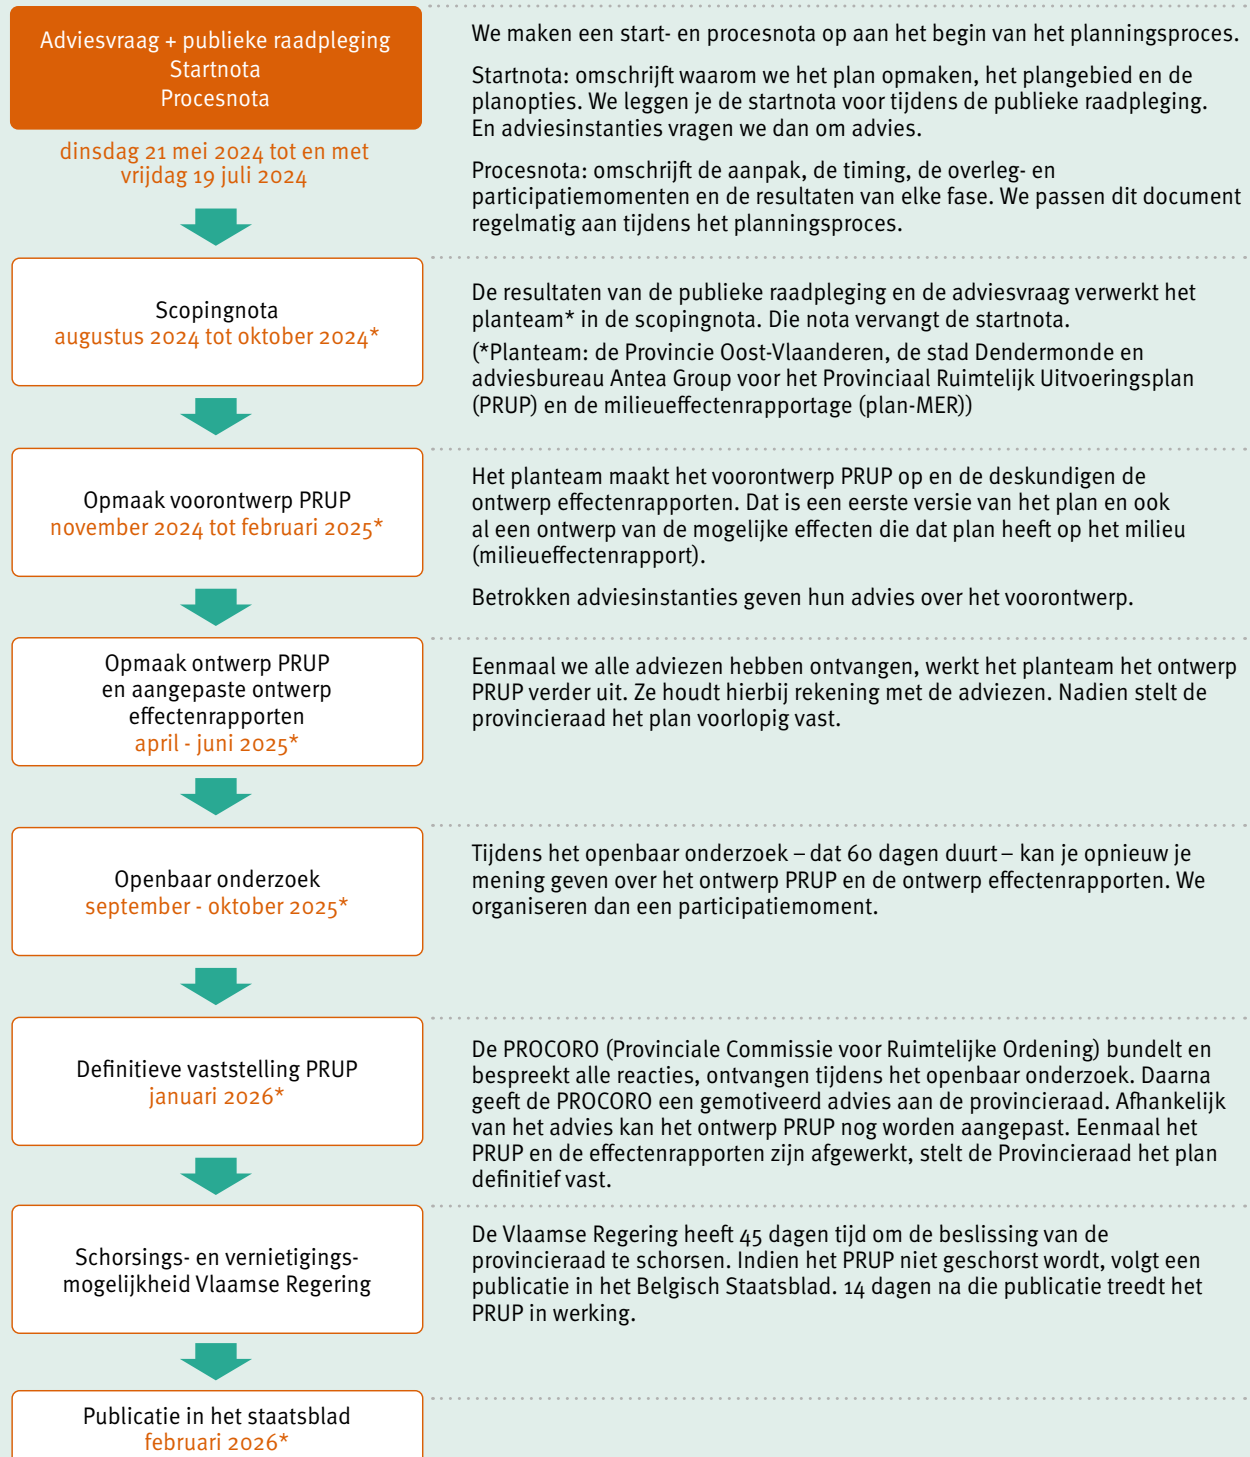 Adviesvraag + publieke raadpleging
Startnota
Procesnota
dinsdag 21 mei 2024 tot en met
vrijdag 19 juli 2024
We maken een start- en procesnota op aan het begin van het planningsproces.
Startnota: omschrijft waarom we het plan opmaken, het plangebied en de
planopties. We leggen je de startnota voor tijdens de publieke raadpleging.
En adviesinstanties vragen we dan om advies.
Procesnota: omschrijft de aanpak, de timing, de overleg- en
participatiemomenten en de resultaten van elke fase. We passen dit document
regelmatig aan tijdens het planningsproces.
Scopingnota
augustus 2024 tot oktober 2024*
De resultaten van de publieke raadpleging en de adviesvraag verwerkt het
planteam* in de scopingnota. Die nota vervangt de startnota.
(*Planteam: de Provincie Oost-Vlaanderen, de stad Dendermonde en
adviesbureau Antea Group voor het Provinciaal Ruimtelijk Uitvoeringsplan
(PRUP) en de milieueffectenrapportage (plan-MER))
Opmaak voorontwerp PRUP
november 2024 tot februari 2025*
Het planteam maakt het voorontwerp PRUP op en de deskundigen de
ontwerp effectenrapporten. Dat is een eerste versie van het plan en ook
al een ontwerp van de mogelijke effecten die dat plan heeft op het milieu
(milieueffectenrapport).
Betrokken adviesinstanties geven hun advies over het voorontwerp.
Opmaak ontwerp PRUP
en aangepaste ontwerp
effectenrapporten
april - juni 2025*
Eenmaal we alle adviezen hebben ontvangen, werkt het planteam het ontwerp
PRUP verder uit. Ze houdt hierbij rekening met de adviezen. Nadien stelt de
provincieraad het plan voorlopig vast.
Openbaar onderzoek
september - oktober 2025*
Tijdens het openbaar onderzoek – dat 60 dagen duurt – kan je opnieuw je
mening geven over het ontwerp PRUP en de ontwerp effectenrapporten. We
organiseren dan een participatiemoment.
Definitieve vaststelling PRUP
januari 2026*
De PROCORO (Provinciale Commissie voor Ruimtelijke Ordening) bundelt en
bespreekt alle reacties, ontvangen tijdens het openbaar onderzoek. Daarna
geeft de PROCORO een gemotiveerd advies aan de provincieraad. Afhankelijk
van het advies kan het ontwerp PRUP nog worden aangepast. Eenmaal het
PRUP en de effectenrapporten zijn afgewerkt, stelt de Provincieraad het plan
definitief vast.
Schorsings- en vernietigings-
mogelijkheid Vlaamse Regering
De Vlaamse Regering heeft 45 dagen tijd om de beslissing van de
provincieraad te schorsen. Indien het PRUP niet geschorst wordt, volgt een
publicatie in het Belgisch Staatsblad. 14 dagen na die publicatie treedt het
PRUP in werking.
Publicatie in het staatsblad
februari 2026*